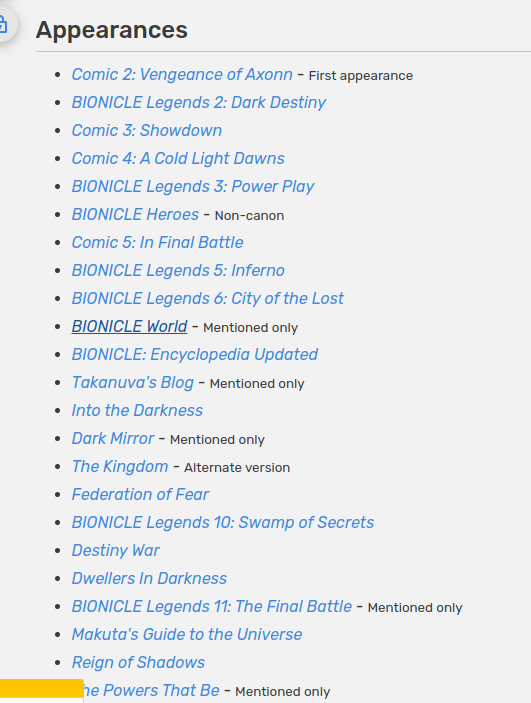 Appearances
Comic 2: Vengeance of Axonn - First appearance
BIONICLE Legends 2: Dark Destiny
Comic 3: Showdown
Comic 4: A Cold Light Dawns
BIONICLE Legends 3: Power Play
BIONICLE Heroes - Non-canon
Comic 5: In Final Battle
BIONICLE Legends 5: Inferno
BIONICLE Legends 6: City of the Lost
BIONICLE World - Mentioned only
BIONICLE: Encyclopedia Updated
Takanuva's Blog - Mentioned only
Into the Darkness
Dark Mirror - Mentioned only
The Kingdom - Alternate version
Federation of Fear
BIONICLE Legends 10: Swamp of Secrets
Destiny War
Dwellers In Darkness
BIONICLE Legends 11: The Final Battle - Mentioned only
Makuta's Guide to the Universe
Reign of Shadows
he Powers That Be - Mentioned only